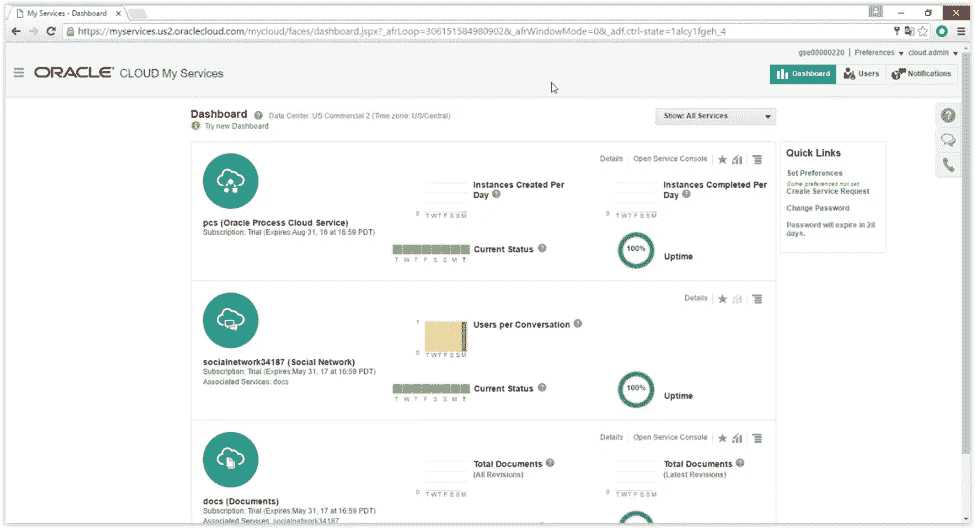 My Services - Dashboard
https://myservices.us2.oraclecloud.com/mycloud/faces/dashboard.jspx?_afrLoop=306151584980902&_afrWindowMode=0&_adf.ctrl-state=1alcy1fgeh_4
gse00000220 | Preferences cloud.admin
ORACLE CLOUD My Services
Dashboard Users Notifications
Dashboard Data Center: US Commercial 2 (Time zone: US/Central)
Try new Dashboard
Show: All Services
Details Open Service Console
Instances Created Per Day
0 T W T F S S M
Instances Completed Per Day
0 T W T F S S M
pcs (Oracle Process Cloud Service)
Subscription: Trial (Expires:Aug 31, 16 at 16:59 PDT)
Current Status
T W T F S S M T
100%
Uptime
Quick Links
Set Preferences
Some preferences not set
Create Service Request
Change Password
Password will expire in 28
days.
Details
1
Users per Conversation
0 T W T F S S M
socialnetwork34187 (Social Network)
Subscription: Trial (Expires:May 31, 17 at 16:59 PDT)
Associated Services: docs
Current Status
T W T F S S M T
100%
Uptime
Details Open Service Console
Total Documents
(All Revisions)
0 T W T F S S M
Total Documents
(Latest Revisions)
0 T W T F S S M
docs (Documents)
Subscription: Trial (Expires:May 31, 17 at 16:59 PDT)
Associated Services: socialnetwork34187